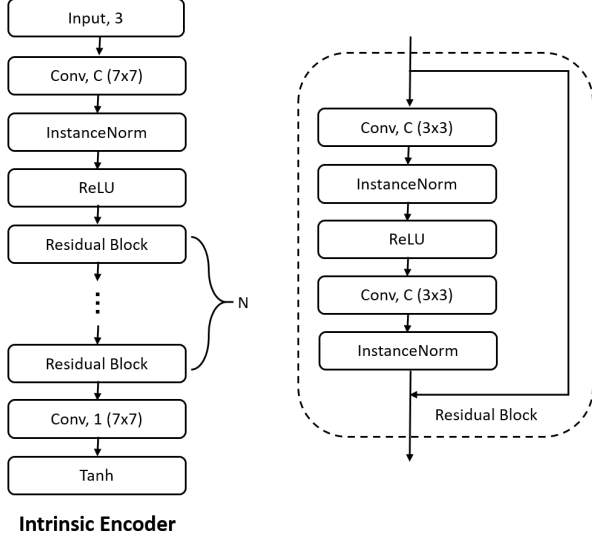 Input, 3
Conv, C (7x7)
InstanceNorm
ReLU
Residual Block
⋮
N
Residual Block
Conv, 1 (7x7)
Tanh
Intrinsic Encoder
Conv, C (3x3)
InstanceNorm
ReLU
Conv, C (3x3)
InstanceNorm
Residual Block